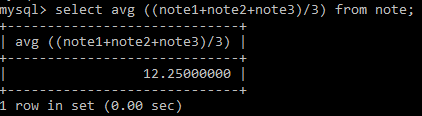 mysql> select avg ((note1+note2+note3)/3) from note;
+-----------------------------+
| avg ((note1+note2+note3)/3) |
+-----------------------------+
|                 12.25000000 |
+-----------------------------+
1 row in set (0.00 sec)